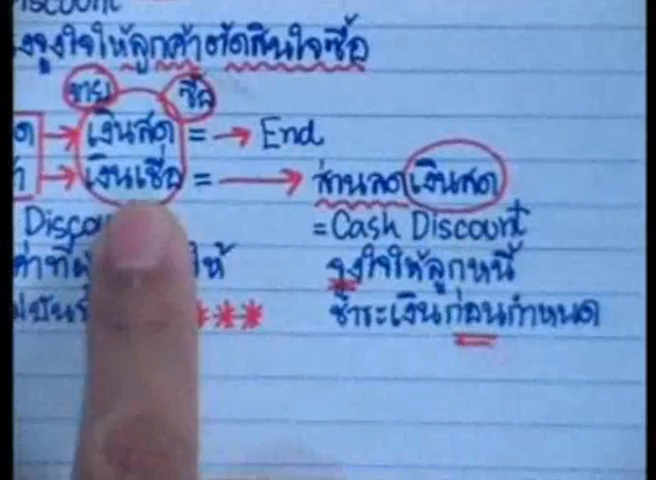 Discount
จูงใจให้ลูกค้าตัดสินใจซื้อ
ขาย ซื้อ
เงินสด = → End
เงินเชื่อ = → ส่วนลดเงินสด
= Cash Discount
ให้ จูงใจให้ลูกหนี้
*** ชำระเงินก่อนกำหนด